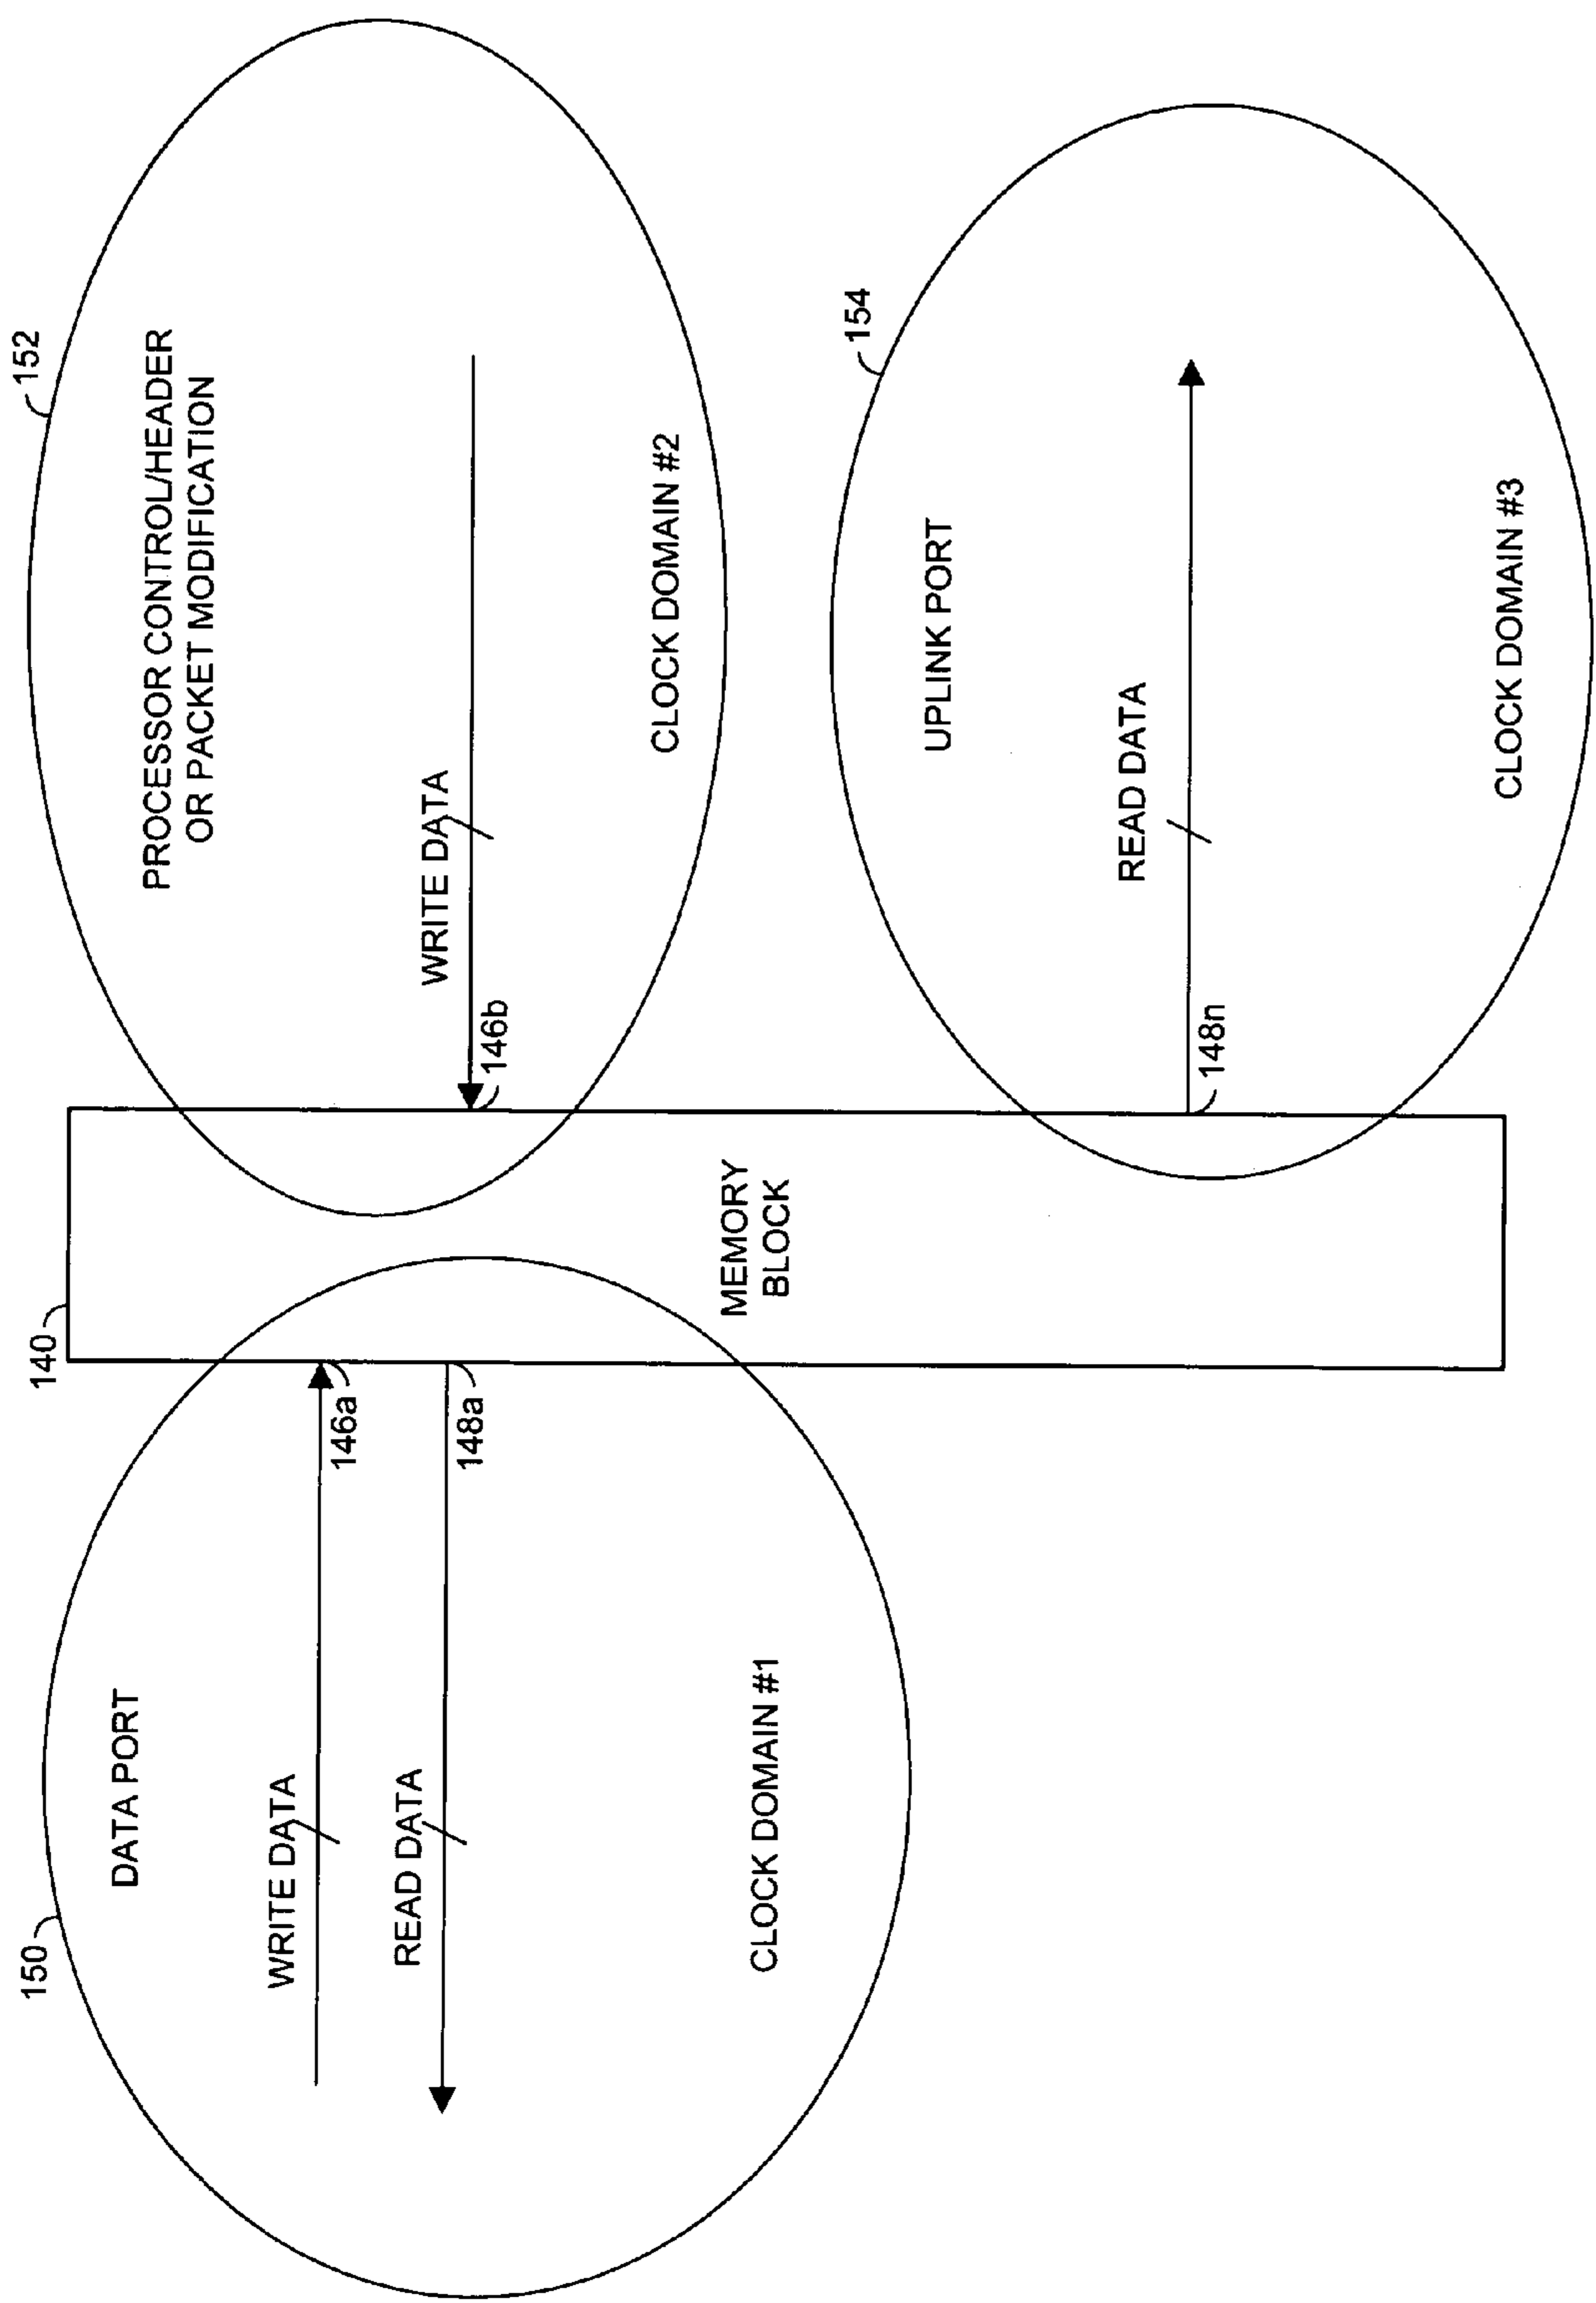 150
DATA PORT
WRITE DATA
146a
READ DATA
148a
CLOCK DOMAIN #1
140
MEMORY
BLOCK
152
PROCESSOR CONTROL/HEADER
OR PACKET MODIFICATION
WRITE DATA
146b
CLOCK DOMAIN #2
154
UPLINK PORT
READ DATA
148n
CLOCK DOMAIN #3